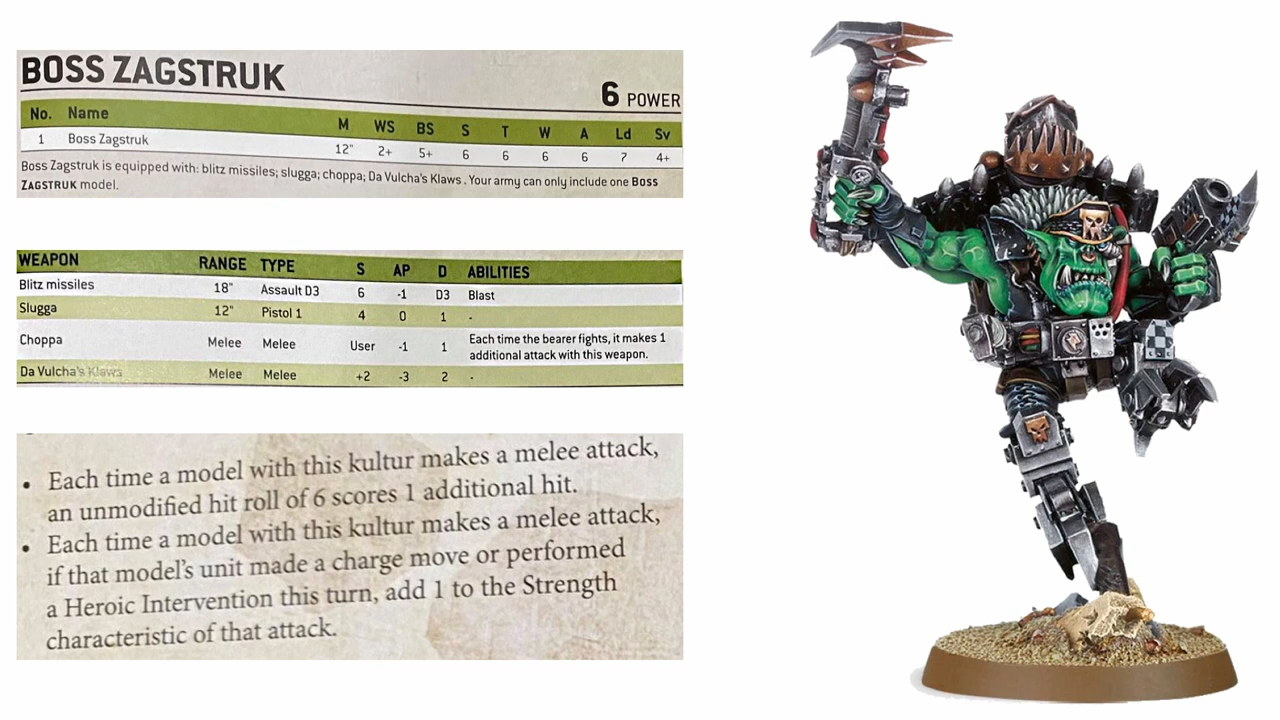 BOSS ZAGSTRUK
6 POWER
No. Name M WS BS S T W A Ld Sv
1 Boss Zagstruk 12" 2+ 5+ 6 6 6 6 7 4+
Boss Zagstruk is equipped with: blitz missiles; slugga; choppa; Da Vulcha's Klaws . Your army can only include one BOSS
ZAGSTRUK model.
WEAPON RANGE TYPE S AP D ABILITIES
Blitz missiles 18" Assault D3 6 -1 D3 Blast
Slugga 12" Pistol 1 4 0 1 -
Choppa Melee Melee User -1 1 Each time the bearer fights, it makes 1
additional attack with this weapon.
Da Vulcha's Klaws Melee Melee +2 -3 2 -
• Each time a model with this kultur makes a melee attack,
an unmodified hit roll of 6 scores 1 additional hit.
• Each time a model with this kultur makes a melee attack,
if that model's unit made a charge move or performed
a Heroic Intervention this turn, add 1 to the Strength
characteristic of that attack.